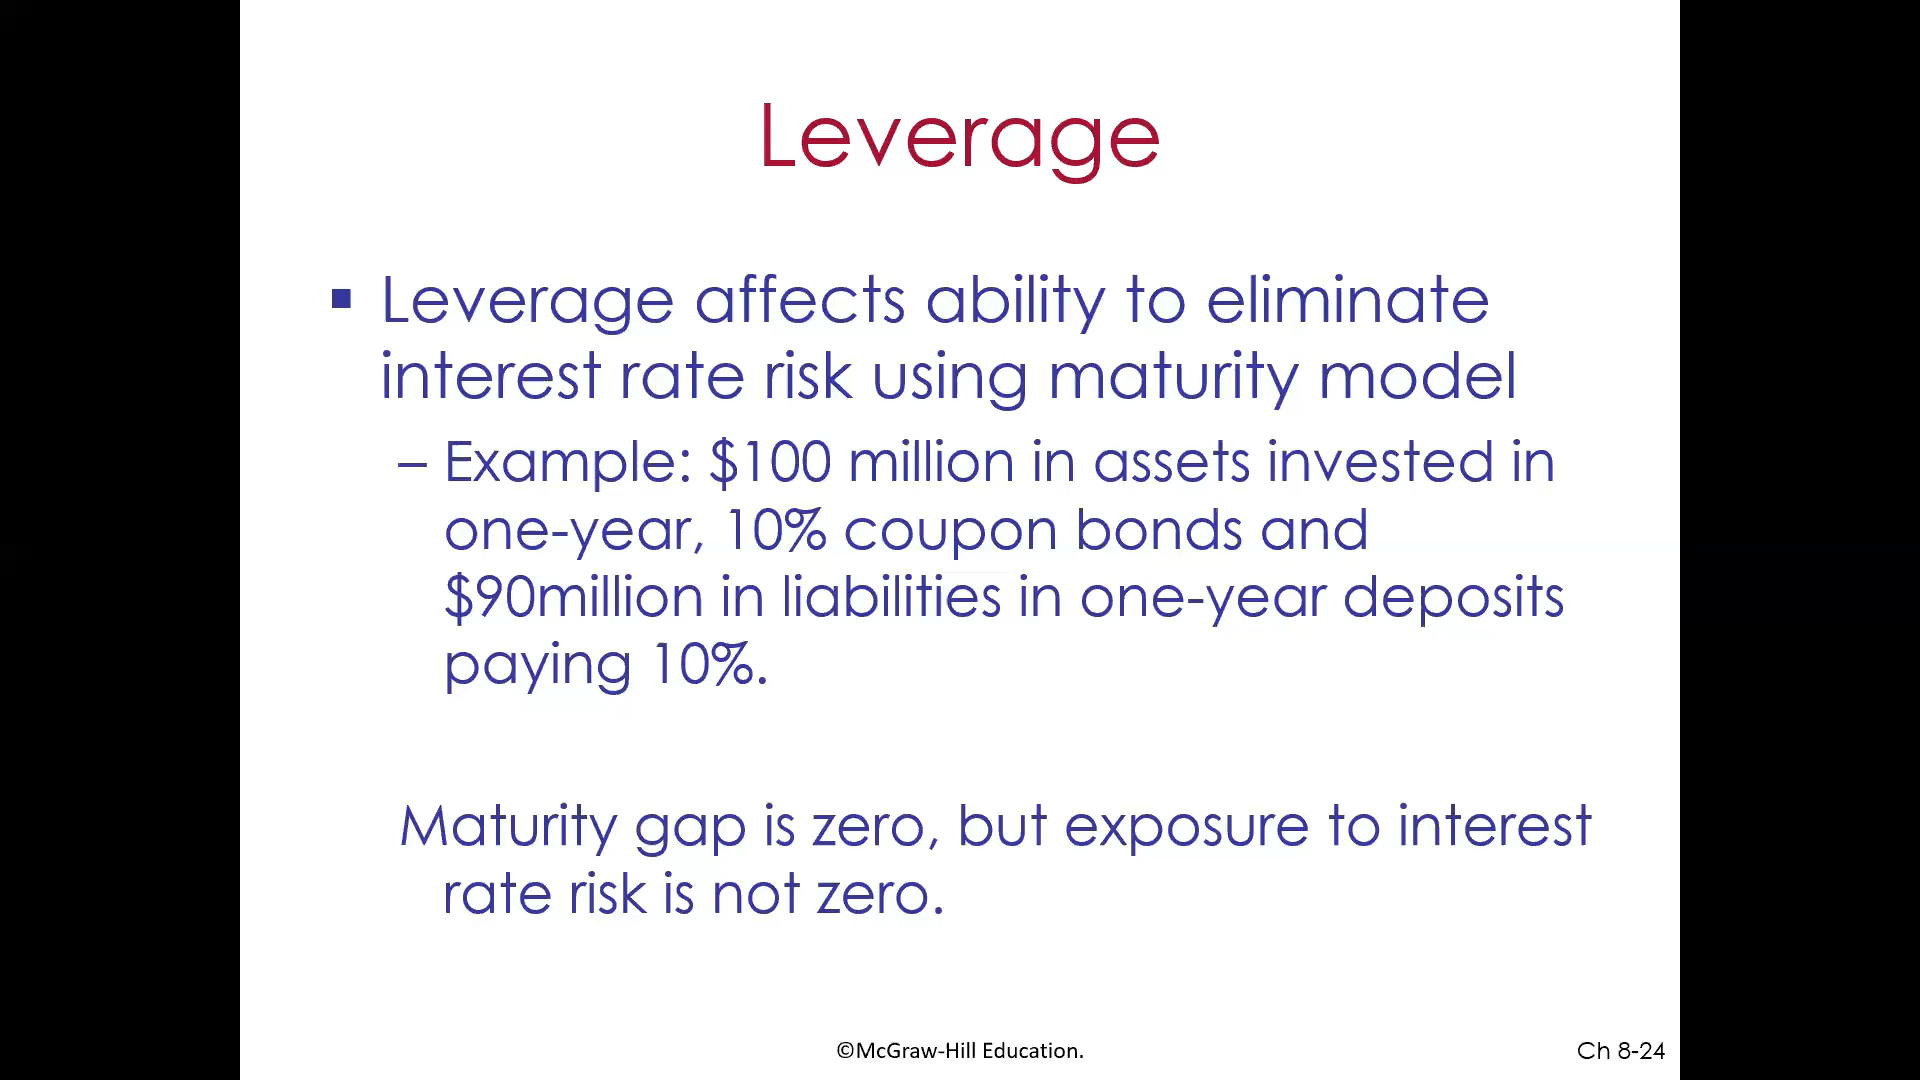 Leverage
▪ Leverage affects ability to eliminate
interest rate risk using maturity model
– Example: $100 million in assets invested in
one-year, 10% coupon bonds and
$90million in liabilities in one-year deposits
paying 10%.
Maturity gap is zero, but exposure to interest
rate risk is not zero.
©McGraw-Hill Education.
Ch 8-24